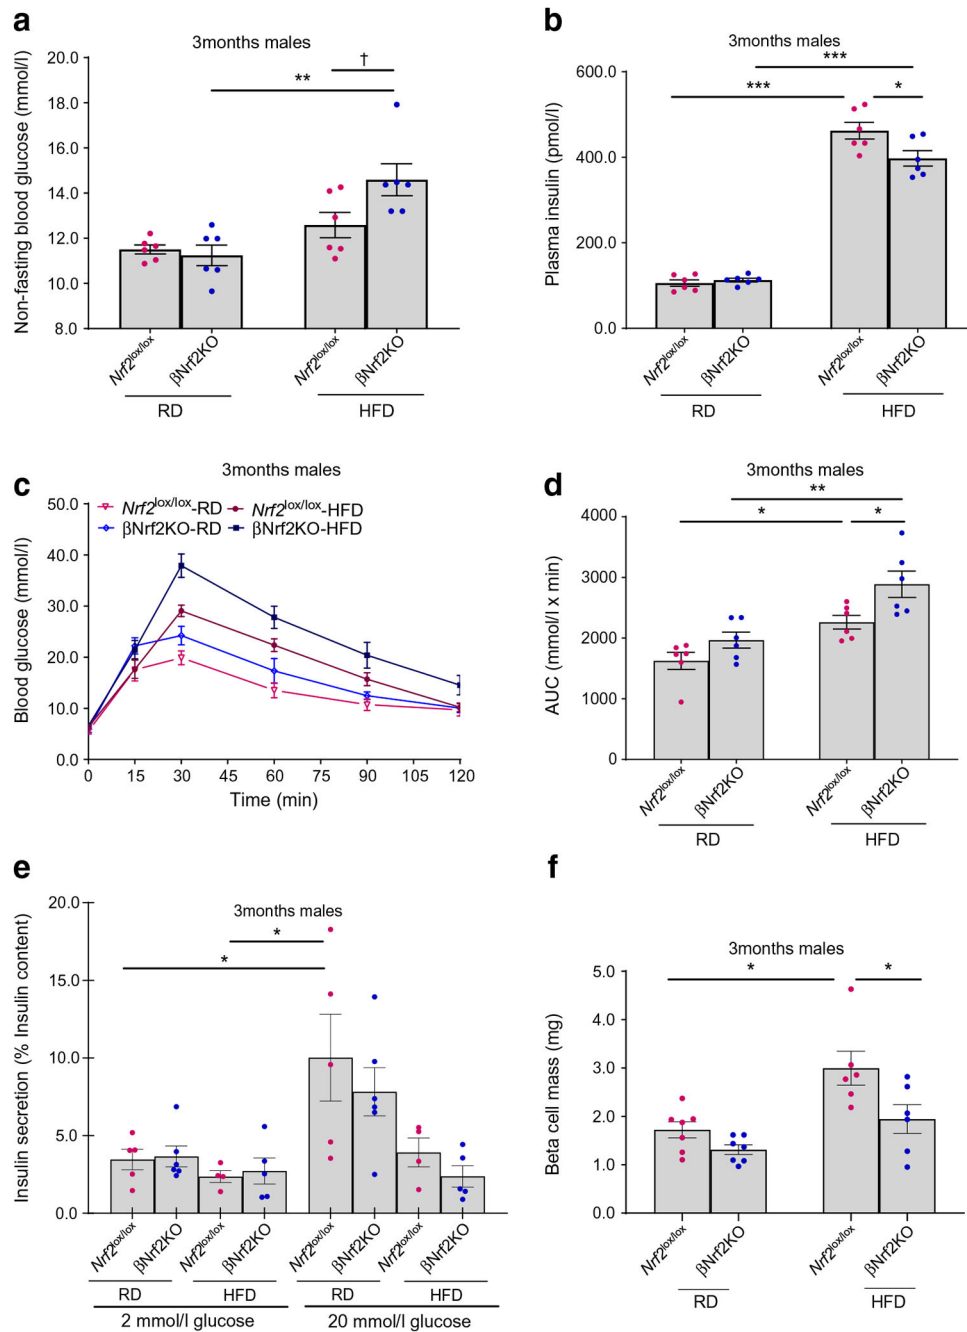 a
3months males
Non-fasting blood glucose (mmol/l)
20.0
18.0
16.0
14.0
12.0
10.0
8.0
**
†
Nrf2lox/lox
βNrf2KO
Nrf2lox/lox
βNrf2KO
RD
HFD
b
3months males
Plasma insulin (pmol/l)
600.0
400.0
200.0
0.0
***
***
*
Nrf2lox/lox
βNrf2KO
Nrf2lox/lox
βNrf2KO
RD
HFD
c
3months males
Nrf2lox/lox-RD
Nrf2lox/lox-HFD
βNrf2KO-RD
βNrf2KO-HFD
Blood glucose (mmol/l)
50.0
40.0
30.0
20.0
10.0
0.0
0 15 30 45 60 75 90 105 120
Time (min)
d
3months males
AUC (mmol/l x min)
4000
3000
2000
1000
0
**
*
*
Nrf2lox/lox
βNrf2KO
Nrf2lox/lox
βNrf2KO
RD
HFD
e
3months males
Insulin secretion (% Insulin content)
20.0
15.0
10.0
5.0
0.0
*
*
Nrf2lox/lox
βNrf2KO
Nrf2lox/lox
βNrf2KO
Nrf2lox/lox
βNrf2KO
Nrf2lox/lox
βNrf2KO
RD
HFD
RD
HFD
2 mmol/l glucose
20 mmol/l glucose
f
3months males
Beta cell mass (mg)
5.0
4.0
3.0
2.0
1.0
0.0
*
*
Nrf2lox/lox
βNrf2KO
Nrf2lox/lox
βNrf2KO
RD
HFD